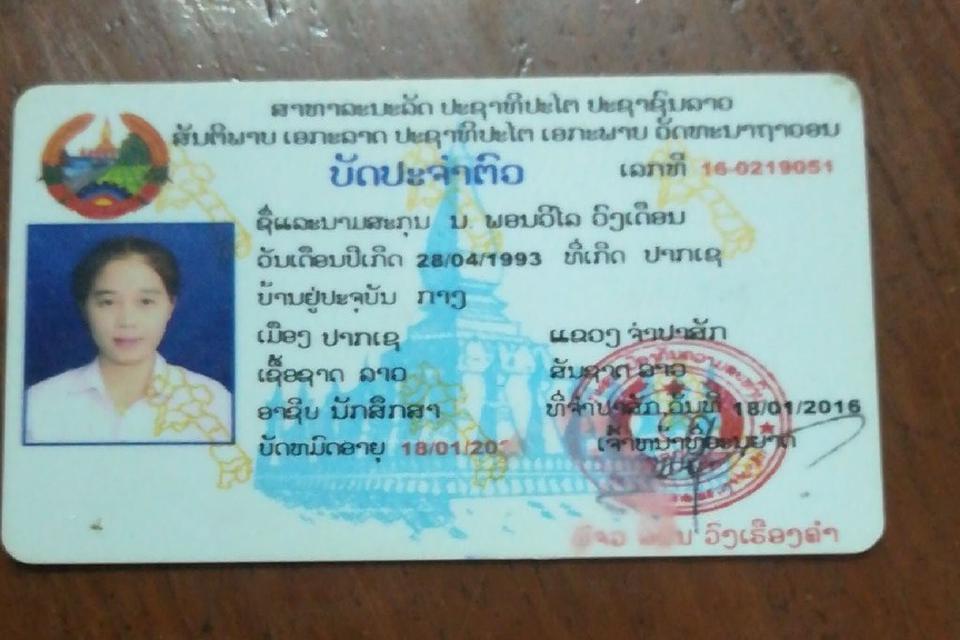 ສາທາລະນະລັດ ປະຊາທິປະໄຕ ປະຊາຊົນລາວ
ສັນຕິພາບ ເອກະລາດ ປະຊາທິປະໄຕ ເອກະພາບ ວັດທະນາຖາວອນ
ບັດປະຈຳຕົວ ເລກທີ 16-0219051
ຊື່ແລະນາມສະກຸນ ນ. ພອນວິໄລ ວົງເດືອນ
ວັນເດືອນປີເກີດ 28/04/1993 ທີ່ເກີດ ປາກເຊ
ບ້ານຢູ່ປະຈຸບັນ ກາງ
ເມືອງ ປາກເຊ ແຂວງ ຈຳປາສັກ
ເຊື້ອຊາດ ລາວ ສັນຊາດ ລາວ
ອາຊີບ ນັກສຶກສາ ທີ່ຈຳປາສັກ,ວັນທີ 18/01/2016
ບັດຫມົດອາຍຸ 18/01/20 ເຈົ້າຫນ້າທີ່ອະນຸຍາດ
ວົງເຮືອງຄຳ